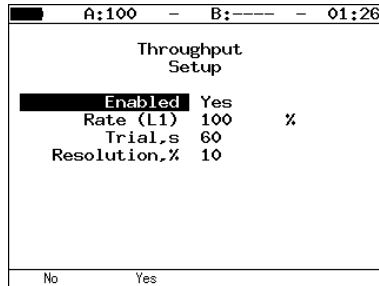 A:100 – B:---- – 01:26
Throughput
Setup
Enabled Yes
Rate (L1) 100 %
Trial,s 60
Resolution,% 10
No Yes